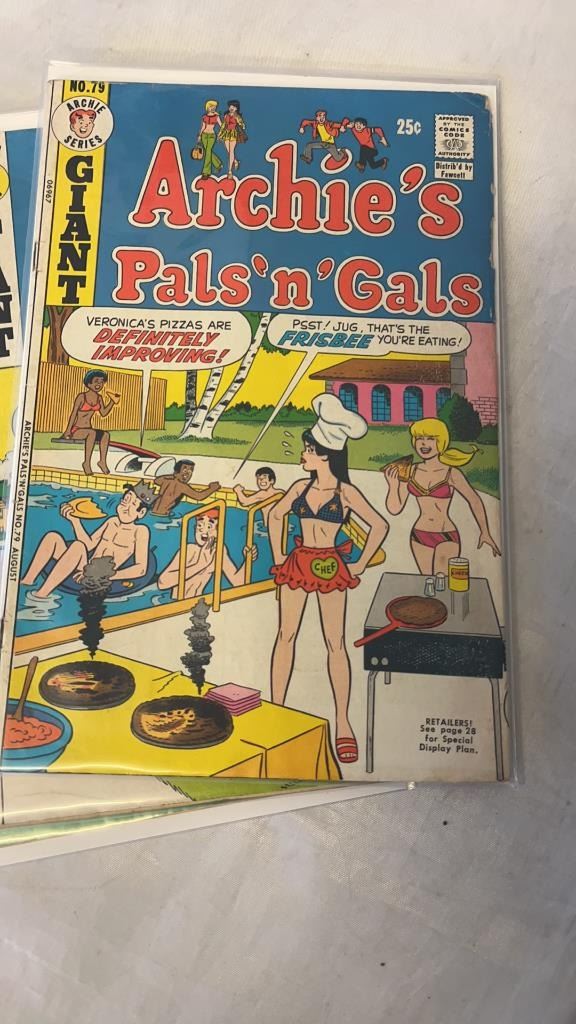 NO.79
ARCHIE
SERIES
GIANT
06967
25¢
APPROVED
BY THE
COMICS
CODE
AUTHORITY
Distrib'd by
Fawcett
Archie's
Pals 'n' Gals
VERONICA'S PIZZAS ARE
DEFINITELY
IMPROVING!
PSST! JUG, THAT'S THE
FRISBEE YOU'RE EATING!
ARCHIE'S PALS 'N' GALS NO.79 AUGUST
CHEF
RETAILERS!
See page 28
for Special
Display Plan.
ANT